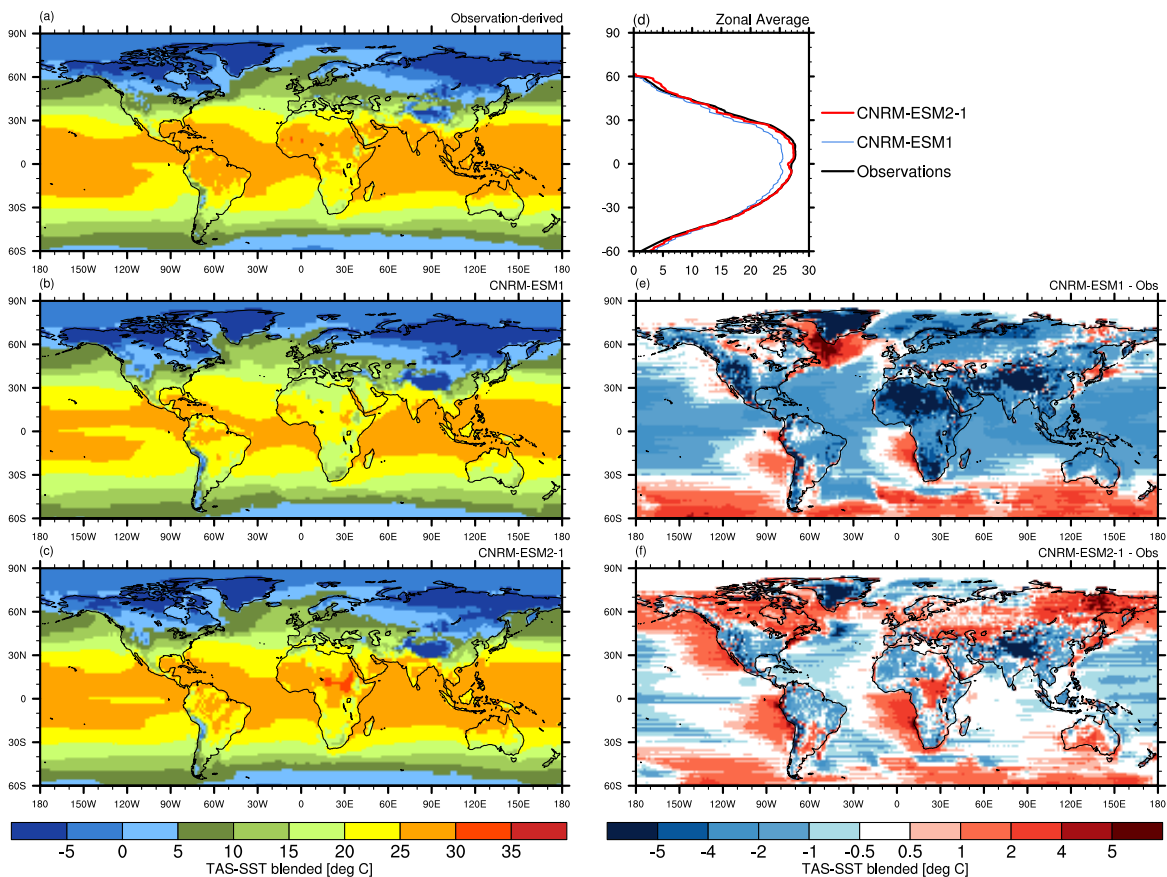 (a) Observation-derived
90N
60N
30N
0
30S
60S
180 150W 120W 90W 60W 30W 0 30E 60E 90E 120E 150E 180
(d) Zonal Average
90
60
30
0
-30
-60
0 5 10 15 20 25 30
CNRM-ESM2-1
CNRM-ESM1
Observations
(b) CNRM-ESM1
90N
60N
30N
0
30S
60S
180 150W 120W 90W 60W 30W 0 30E 60E 90E 120E 150E 180
(e) CNRM-ESM1 - Obs
90N
60N
30N
0
30S
60S
180 150W 120W 90W 60W 30W 0 30E 60E 90E 120E 150E 180
(c) CNRM-ESM2-1
90N
60N
30N
0
30S
60S
180 150W 120W 90W 60W 30W 0 30E 60E 90E 120E 150E 180
(f) CNRM-ESM2-1 - Obs
90N
60N
30N
0
30S
60S
180 150W 120W 90W 60W 30W 0 30E 60E 90E 120E 150E 180
-5 0 5 10 15 20 25 30 35
TAS-SST blended [deg C]
-5 -4 -2 -1 -0.5 0.5 1 2 4 5
TAS-SST blended [deg C]